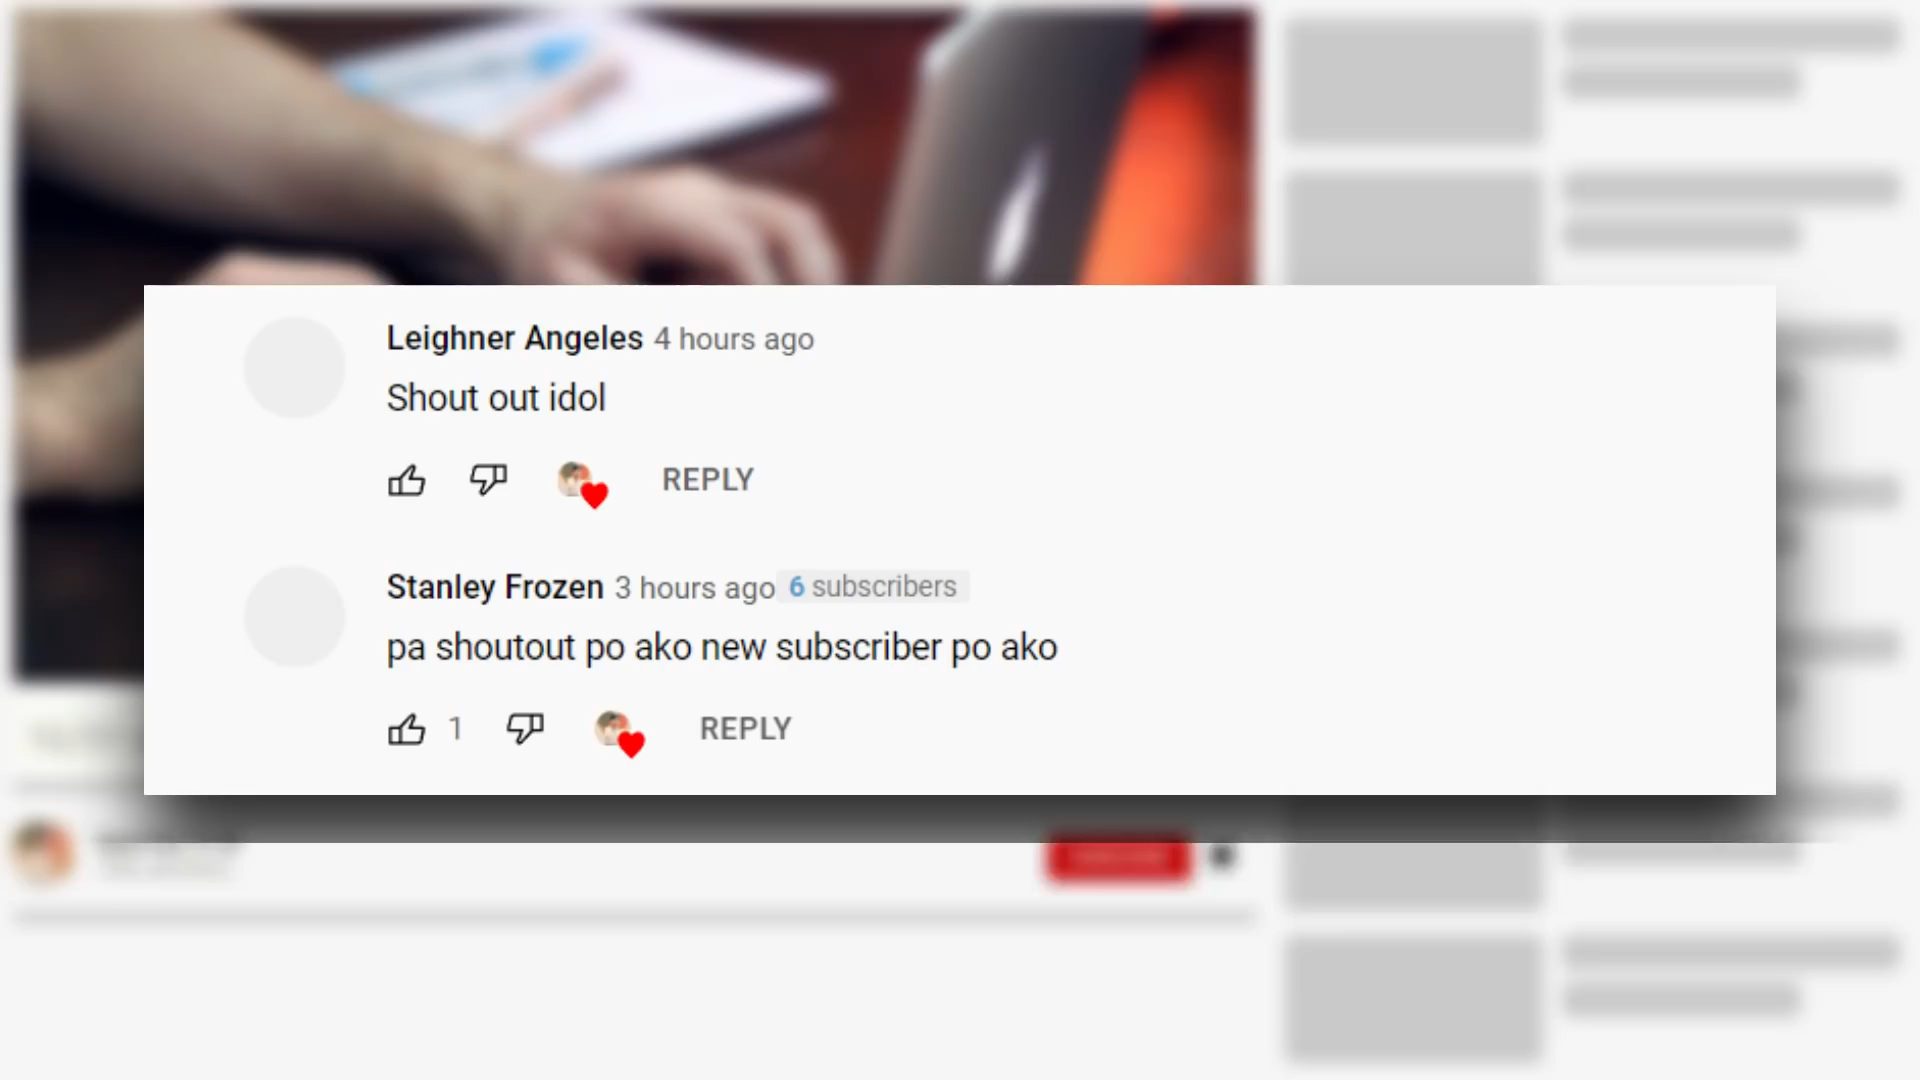 Leighner Angeles 4 hours ago
Shout out idol
REPLY
Stanley Frozen 3 hours ago 6 subscribers
pa shoutout po ako new subscriber po ako
1 REPLY